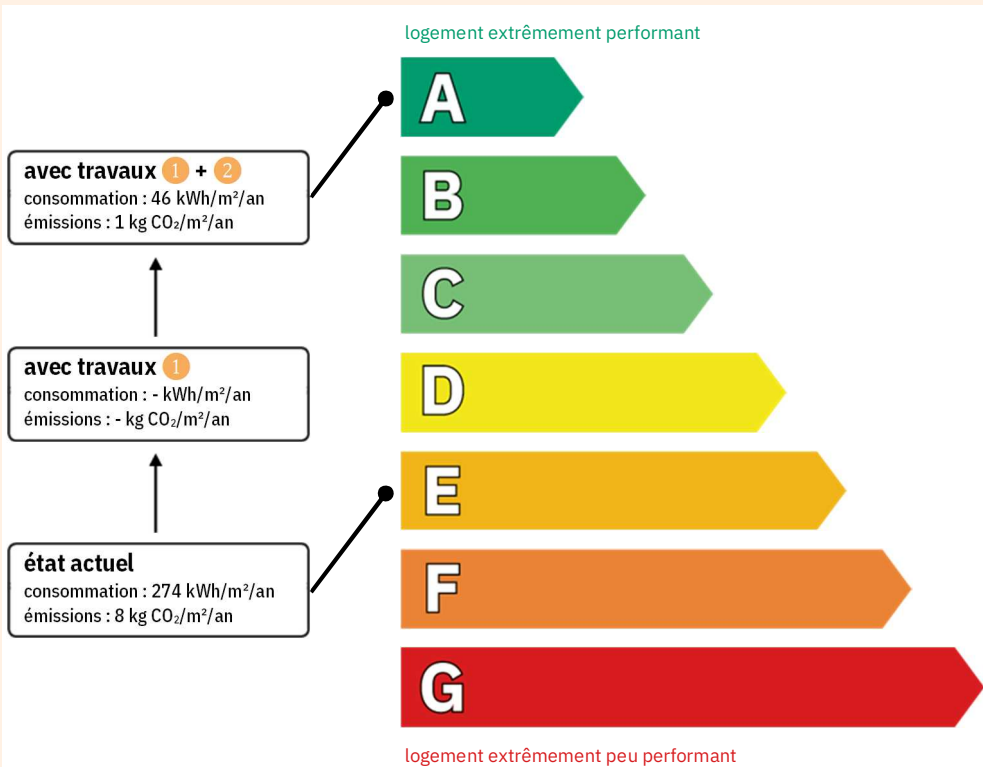 logement extrêmement performant
A
avec travaux 1 + 2
consommation : 46 kWh/m²/an
émissions : 1 kg CO₂/m²/an
B
C
avec travaux 1
consommation : - kWh/m²/an
émissions : - kg CO₂/m²/an
D
E
état actuel
consommation : 274 kWh/m²/an
émissions : 8 kg CO₂/m²/an
F
G
logement extrêmement peu performant